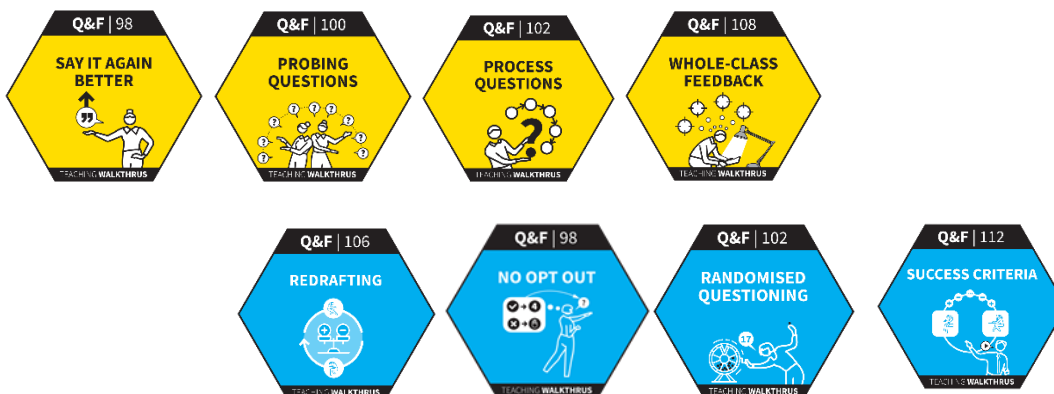 Q&F | 98
SAY IT AGAIN
BETTER
TEACHING WALKTHRUS
Q&F | 100
PROBING
QUESTIONS
? ? ? ? ? ? ? ?
TEACHING WALKTHRUS
Q&F | 102
PROCESS
QUESTIONS
?
TEACHING WALKTHRUS
Q&F | 108
WHOLE-CLASS
FEEDBACK
TEACHING WALKTHRUS
Q&F | 106
REDRAFTING
TEACHING WALKTHRUS
Q&F | 98
NO OPT OUT
?
TEACHING WALKTHRUS
Q&F | 102
RANDOMISED
QUESTIONING
17
TEACHING WALKTHRUS
Q&F | 112
SUCCESS CRITERIA
TEACHING WALKTHRUS